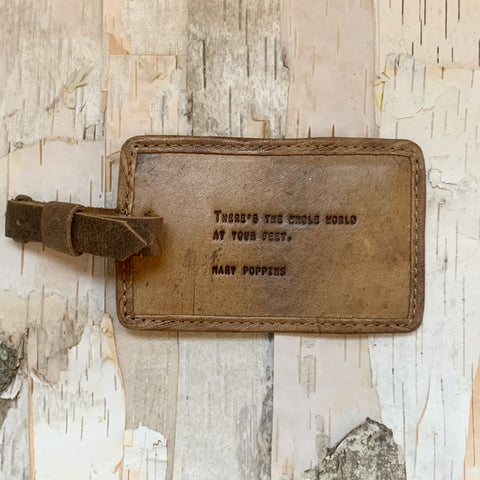 There's the whole world
at your feet.
Mary Poppins